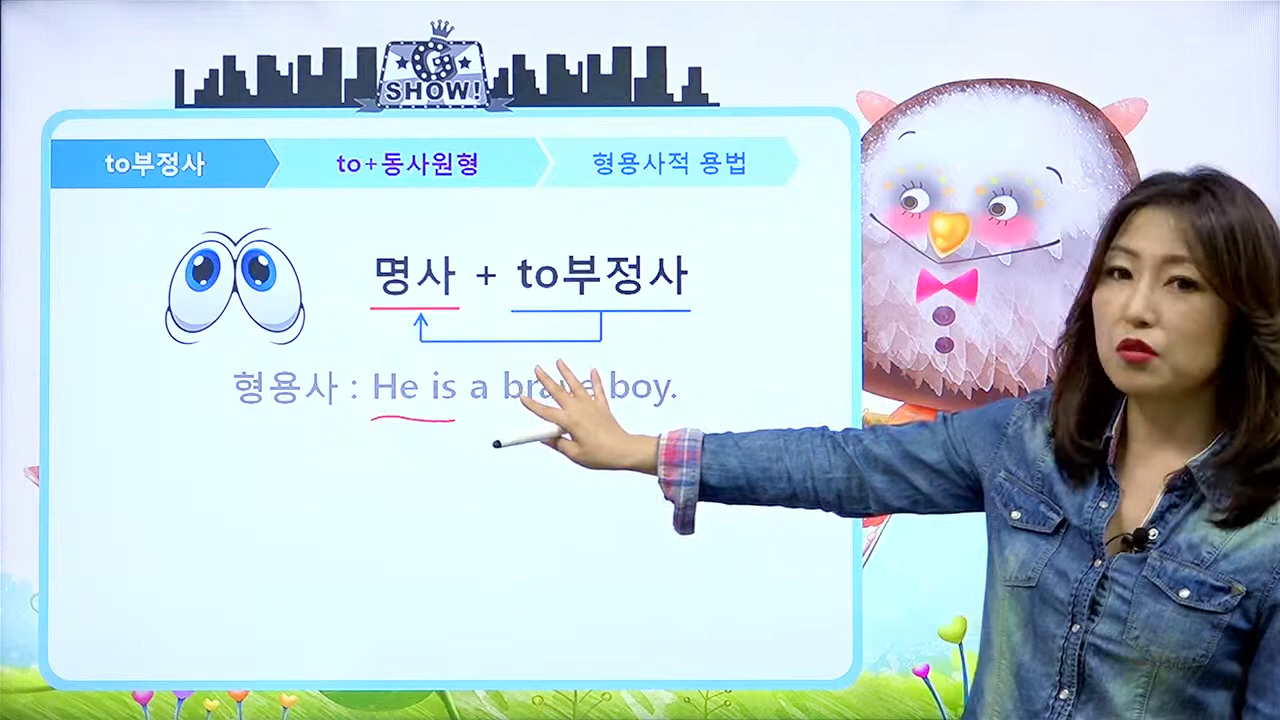 G
SHOW!
to부정사
to+동사원형
형용사적 용법
명사 + to부정사
형용사 : He is a brave boy.